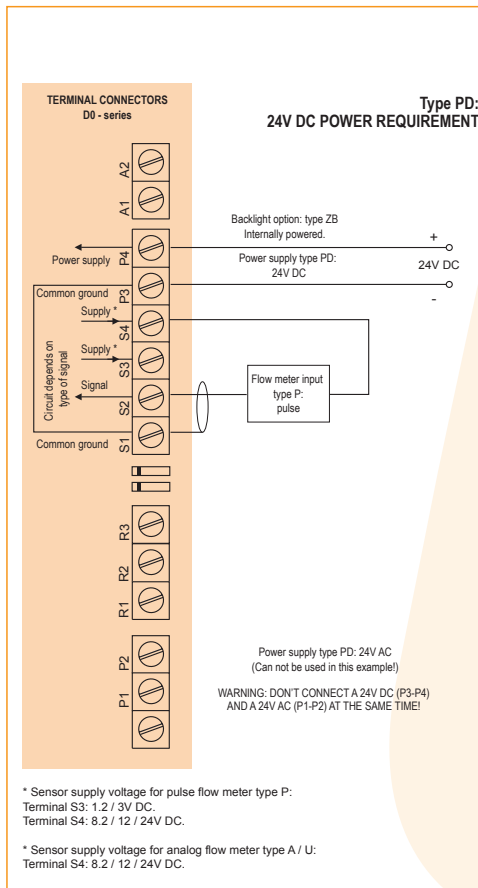 TERMINAL CONNECTORS
D0 - series
Type PD:
24V DC POWER REQUIREMENT
A2
A1
Backlight option: type ZB
Internally powered.
+
P4
Power supply
Power supply type PD:
24V DC
24V DC
P3
Common ground
-
Supply *
S4
Supply *
S3
Circuit depends on
type of signal
Signal
S2
Flow meter input
type P:
pulse
Common ground
S1
R3
R2
R1
P2
Power supply type PD: 24V AC
(Can not be used in this example!)
P1
WARNING: DON'T CONNECT A 24V DC (P3-P4)
AND A 24V AC (P1-P2) AT THE SAME TIME!
* Sensor supply voltage for pulse flow meter type P:
Terminal S3: 1.2 / 3V DC.
Terminal S4: 8.2 / 12 / 24V DC.
* Sensor supply voltage for analog flow meter type A / U:
Terminal S4: 8.2 / 12 / 24V DC.